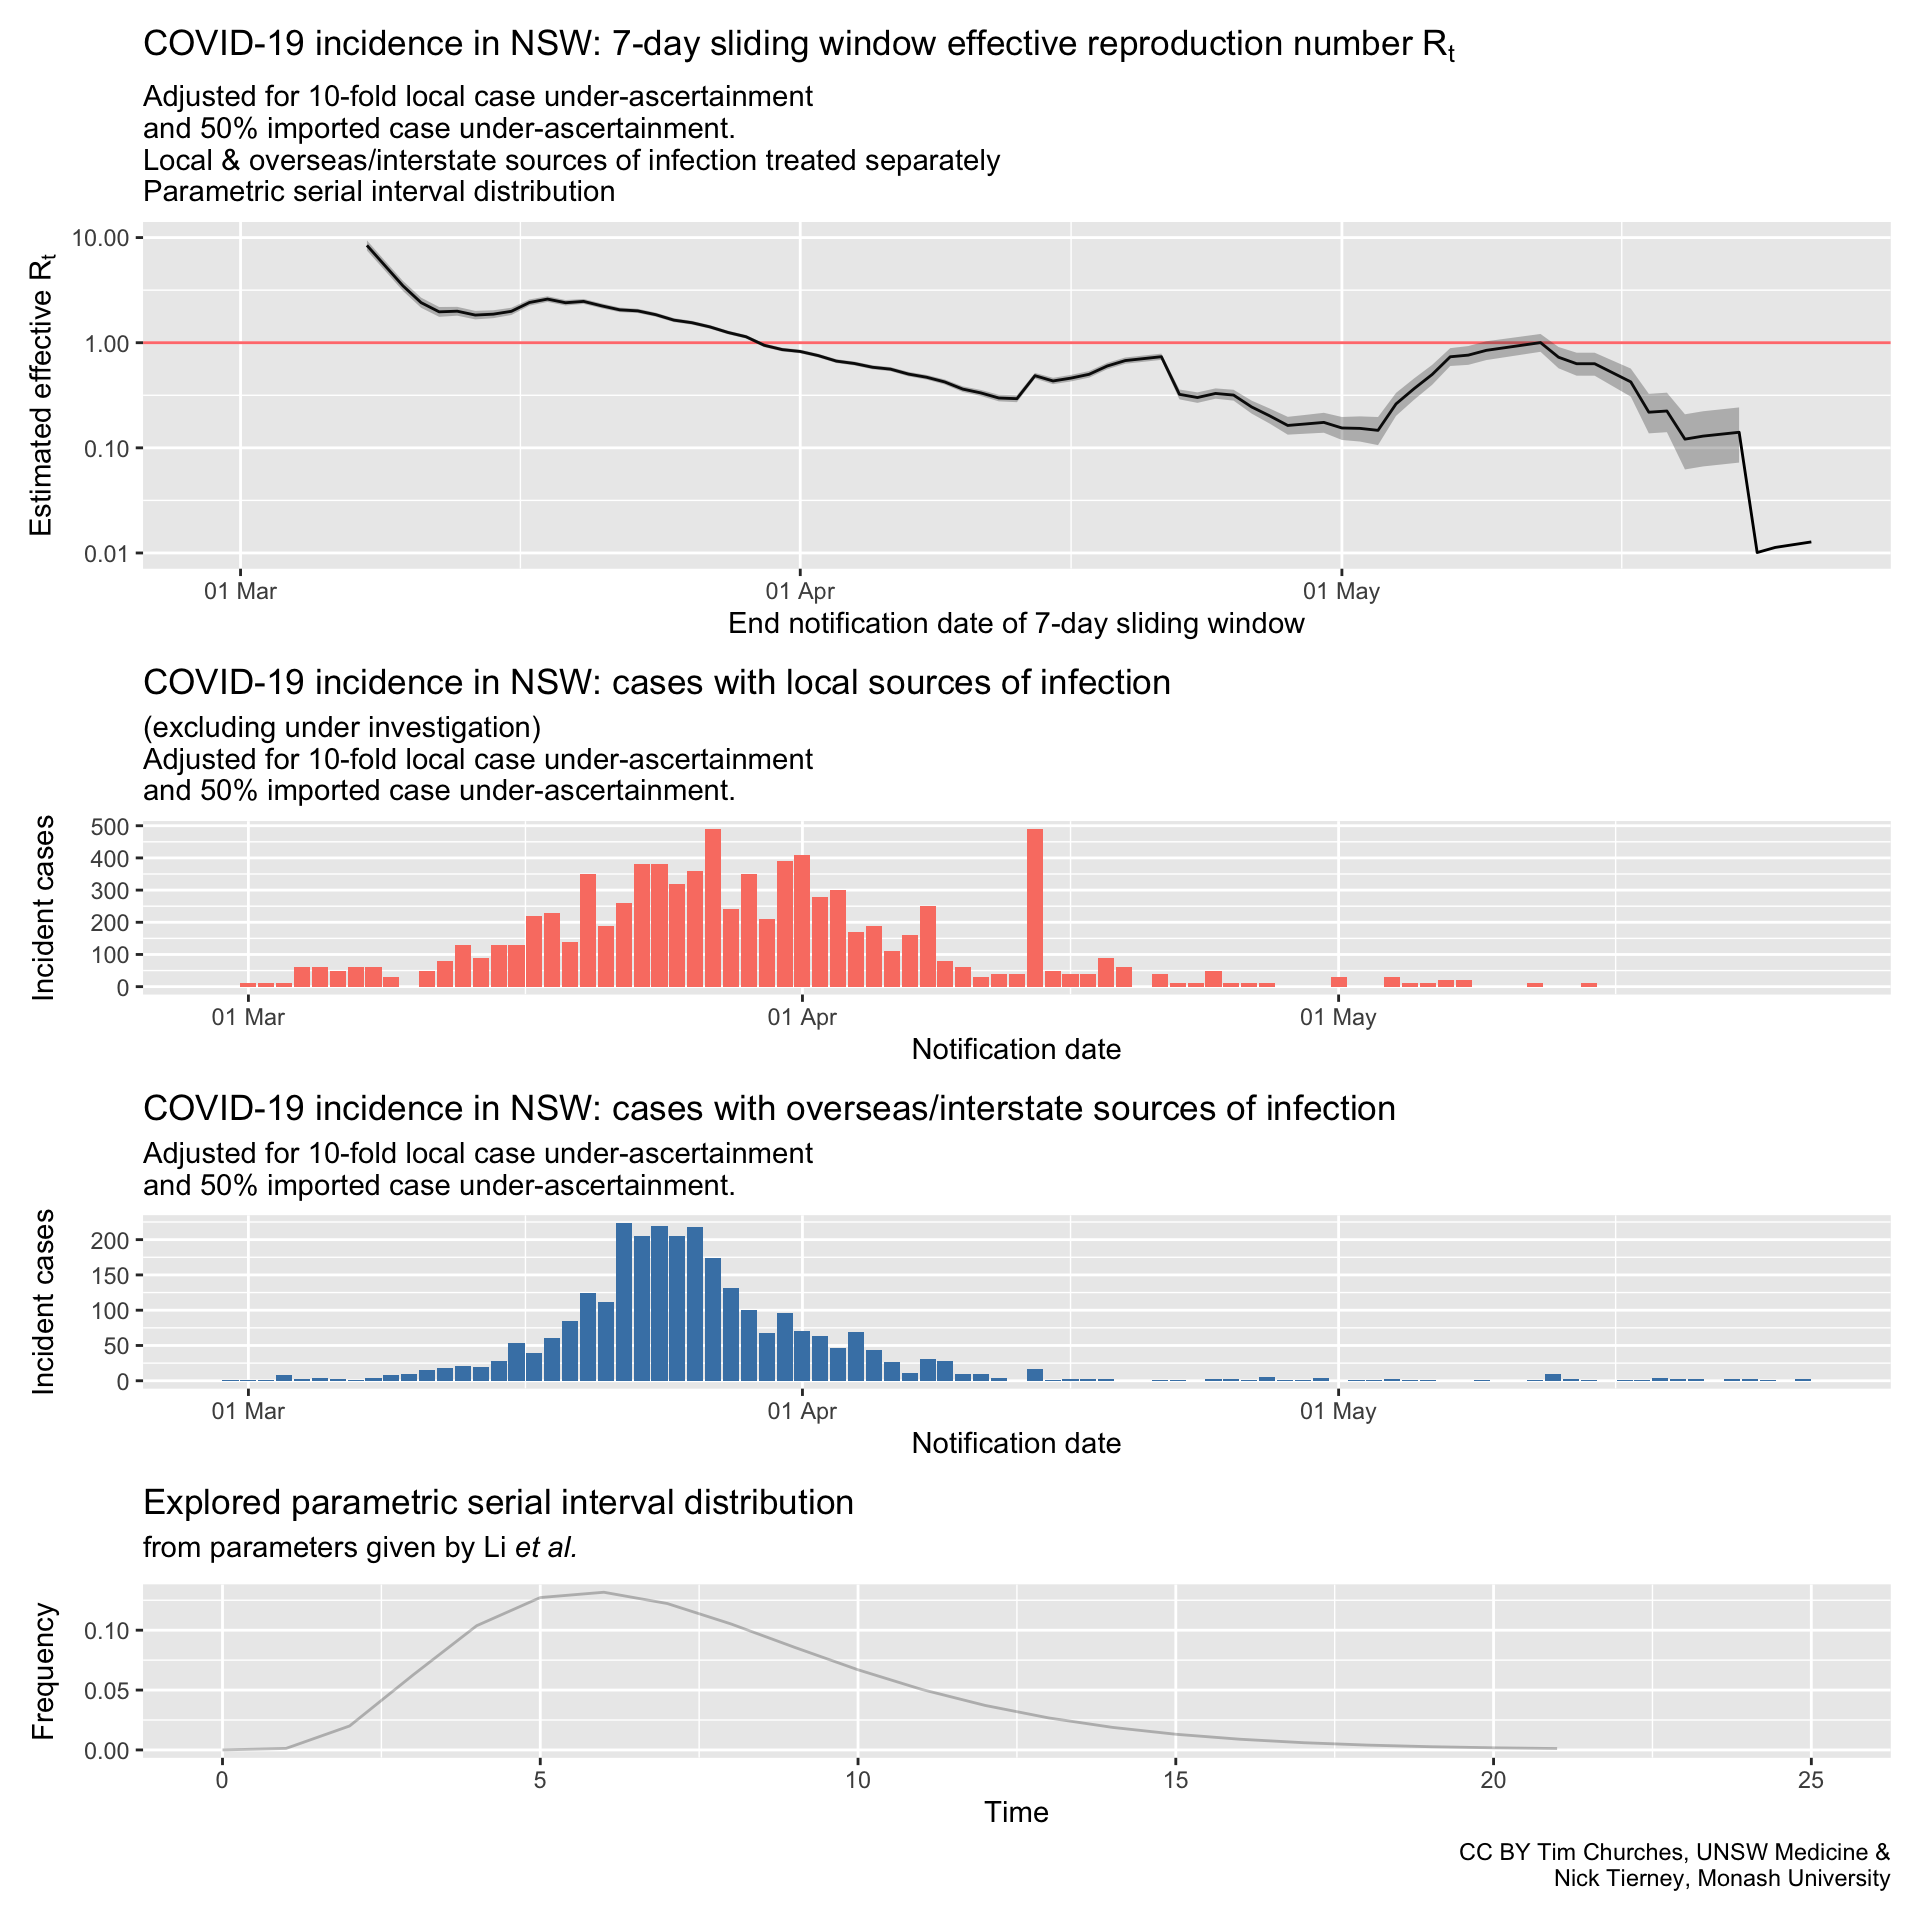 COVID-19 incidence in NSW: 7-day sliding window effective reproduction number Rt
Adjusted for 10-fold local case under-ascertainment
and 50% imported case under-ascertainment.
Local & overseas/interstate sources of infection treated separately
Parametric serial interval distribution
Estimated effective Rt
10.00
1.00
0.10
0.01
01 Mar 01 Apr 01 May
End notification date of 7-day sliding window
COVID-19 incidence in NSW: cases with local sources of infection
(excluding under investigation)
Adjusted for 10-fold local case under-ascertainment
and 50% imported case under-ascertainment.
Incident cases
500
400
300
200
100
0
01 Mar 01 Apr 01 May
Notification date
COVID-19 incidence in NSW: cases with overseas/interstate sources of infection
Adjusted for 10-fold local case under-ascertainment
and 50% imported case under-ascertainment.
Incident cases
200
150
100
50
0
01 Mar 01 Apr 01 May
Notification date
Explored parametric serial interval distribution
from parameters given by Li et al.
Frequency
0.10
0.05
0.00
0 5 10 15 20 25
Time
CC BY Tim Churches, UNSW Medicine &
Nick Tierney, Monash University